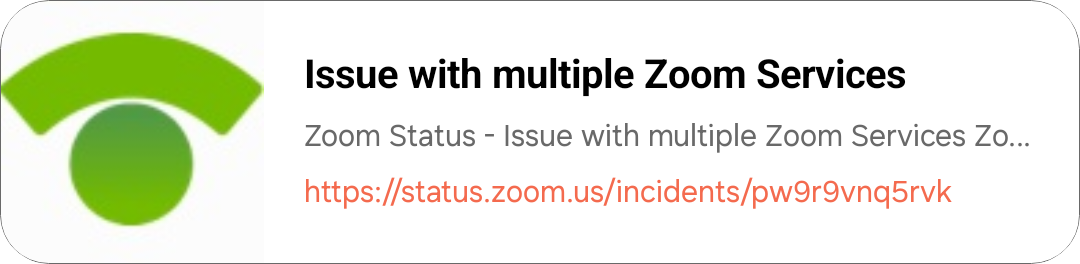 Issue with multiple Zoom Services
Zoom Status - Issue with multiple Zoom Services Zo...
https://status.zoom.us/incidents/pw9r9vnq5rvk